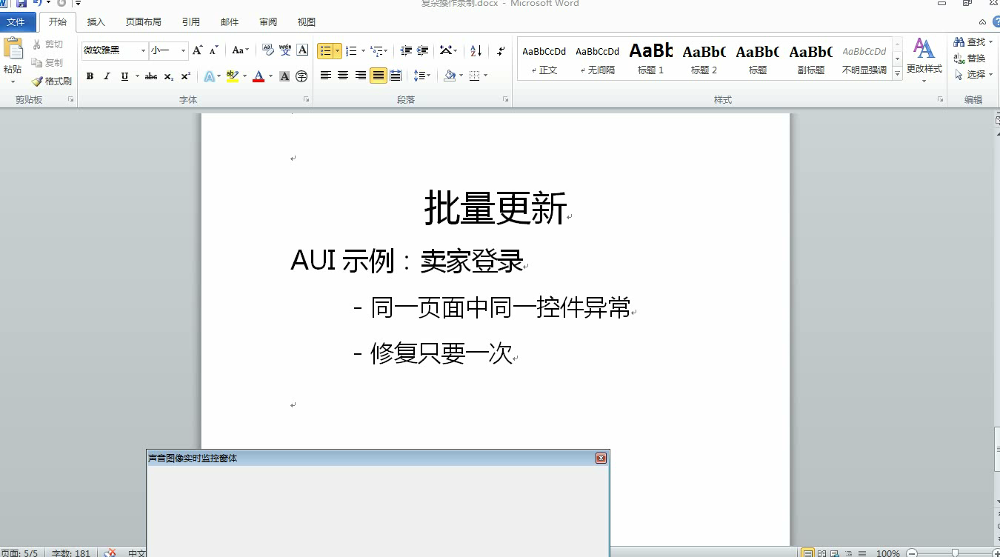 复杂操作录制.docx - Microsoft Word
文件 开始 插入 页面布局 引用 邮件 审阅 视图
粘贴 剪切 复制 格式刷
微软雅黑 小一
AaBbCcDd AaBbCcDd AaBb AaBbC AaBbC AaBbC AaBbCcDd
正文 无间隔 标题 1 标题 2 标题 副标题 不明显强调
更改样式
查找
替换
选择
剪贴板 字体 段落 样式 编辑
批量更新
AUI 示例：卖家登录
- 同一页面中同一控件异常
- 修复只要一次
声音图像实时监控窗体
页面: 5/5 字数: 181 中文 100%